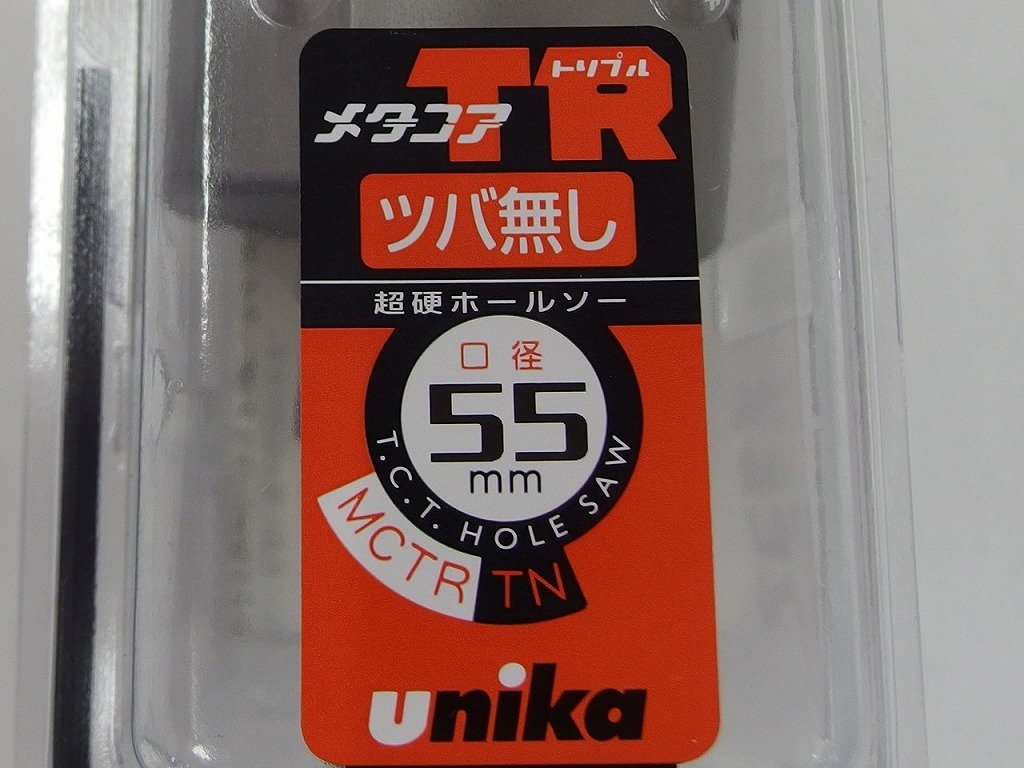 トリプル
メタコア TR
ツバ無し
超硬ホールソー
口径
55
mm
T.C.T. HOLE SAW
MCTR TN
unika